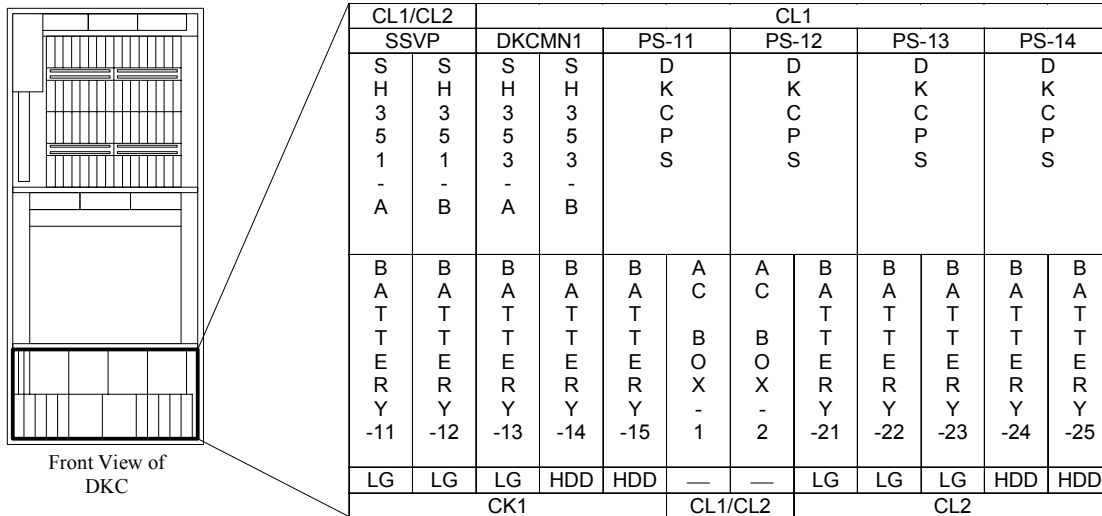 CL1/CL2 CL1
SSVP DKCMN1 PS-11 PS-12 PS-13 PS-14
SH351-A SH351-B SH353-A SH353-B DKCPS DKCPS DKCPS DKCPS
BATTERY-11 BATTERY-12 BATTERY-13 BATTERY-14 BATTERY-15 AC BOX-1 AC BOX-2 BATTERY-21 BATTERY-22 BATTERY-23 BATTERY-24 BATTERY-25
LG LG LG HDD HDD — — LG LG LG HDD HDD
CK1 CL1/CL2 CL2
Front View of
DKC